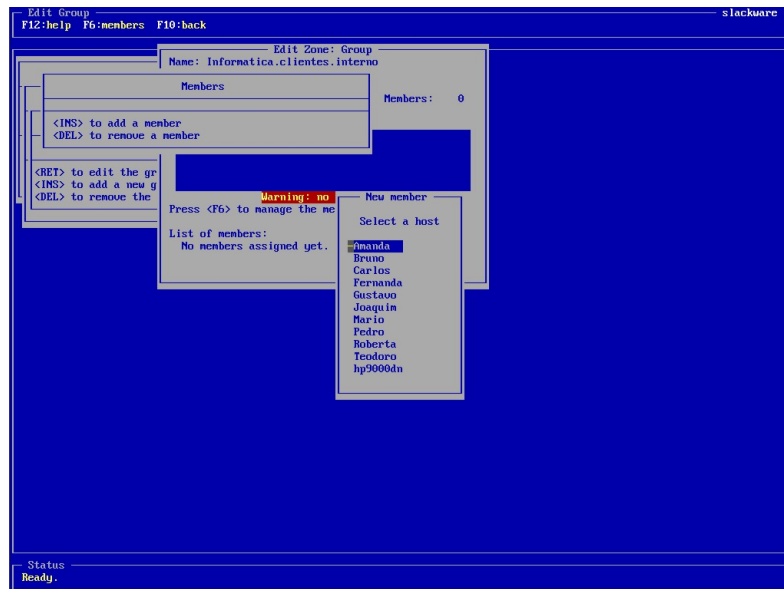 Edit Group
slackware
F12:help F6:members F10:back
Edit Zone: Group
Name: Informatica.clientes.interno
Members
Members: 0
<INS> to add a member
<DEL> to remove a member
<RET> to edit the gr
<INS> to add a new g
<DEL> to remove the
Warning: no
Press <F6> to manage the me
List of members:
No members assigned yet.
New member
Select a host
Amanda
Bruno
Carlos
Fernanda
Gustavo
Joaquim
Mario
Pedro
Roberta
Teodoro
hp9000dn
Status
Ready.